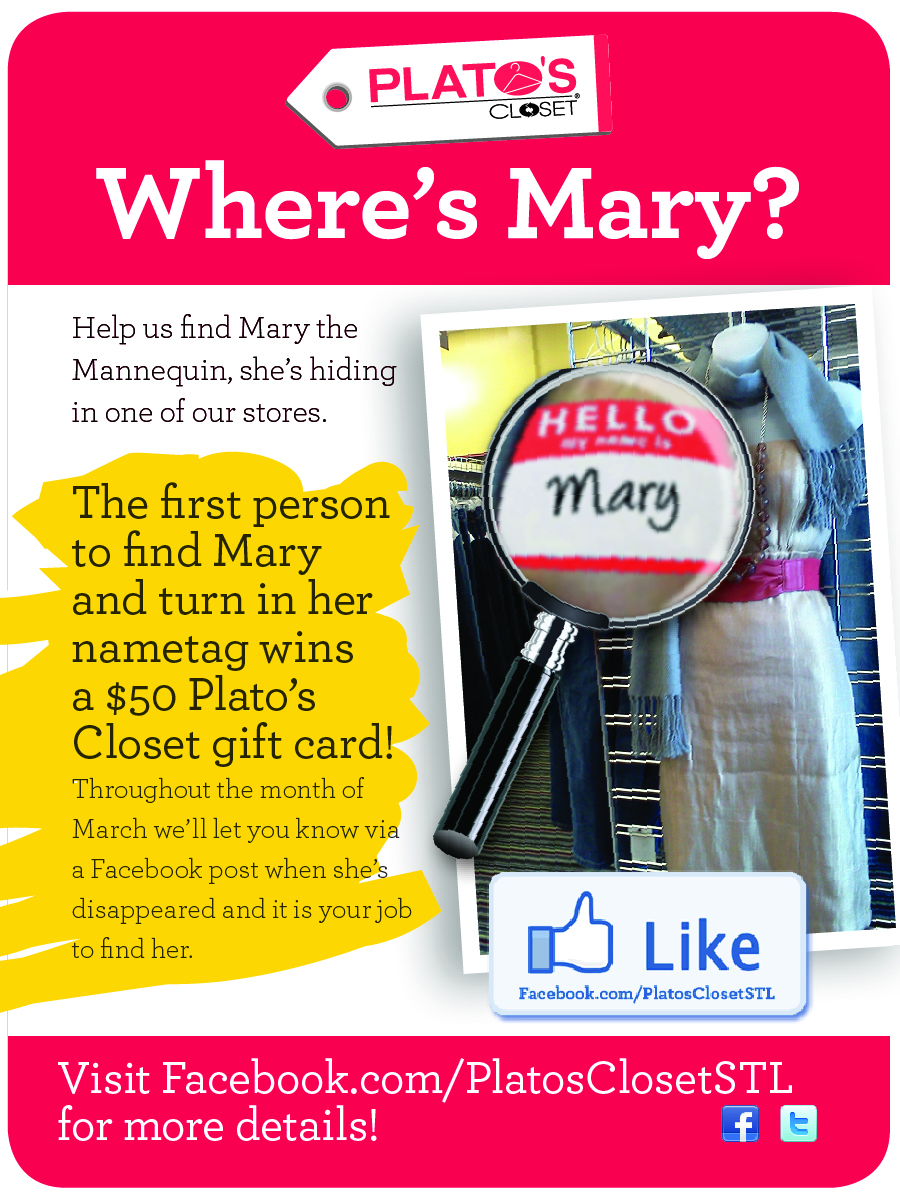 PLATO'S
CLOSET®
Where's Mary?
Help us find Mary the
Mannequin, she's hiding
in one of our stores.
The first person
to find Mary
and turn in her
nametag wins
a $50 Plato's
Closet gift card!
Throughout the month of
March we'll let you know via
a Facebook post when she's
disappeared and it is your job
to find her.
HELLO
my name is
Mary
Like
Facebook.com/PlatosClosetSTL
Visit Facebook.com/PlatosClosetSTL
for more details!
f t